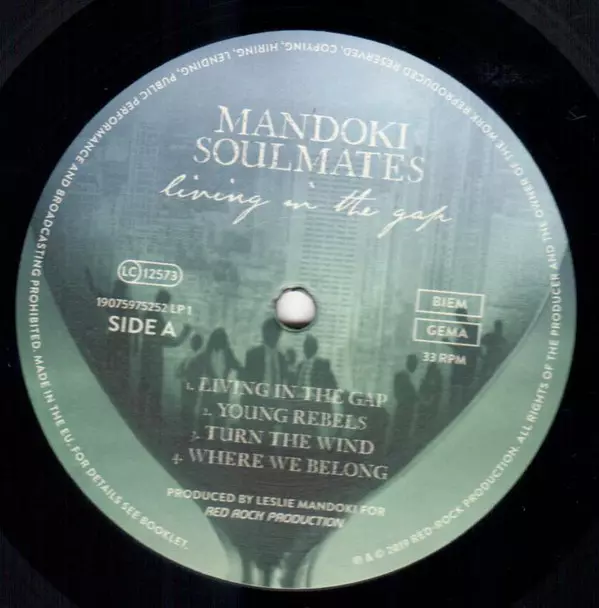 MANDOKI
SOULMATES
living in the gap
LC 12573
19075975252 LP 1
SIDE A
BIEM
GEMA
33 RPM
1. LIVING IN THE GAP
2. YOUNG REBELS
3. TURN THE WIND
4. WHERE WE BELONG
PRODUCED BY LESLIE MANDOKI FOR
RED ROCK PRODUCTION
℗ & © 2019 RED-ROCK PRODUCTION. ALL RIGHTS OF THE PRODUCER AND THE OWNER OF THE WORK REPRODUCED RESERVED. COPYING, HIRING, LENDING, PUBLIC PERFORMANCE AND BROADCASTING PROHIBITED. MADE IN THE EU. FOR DETAILS SEE BOOKLET.